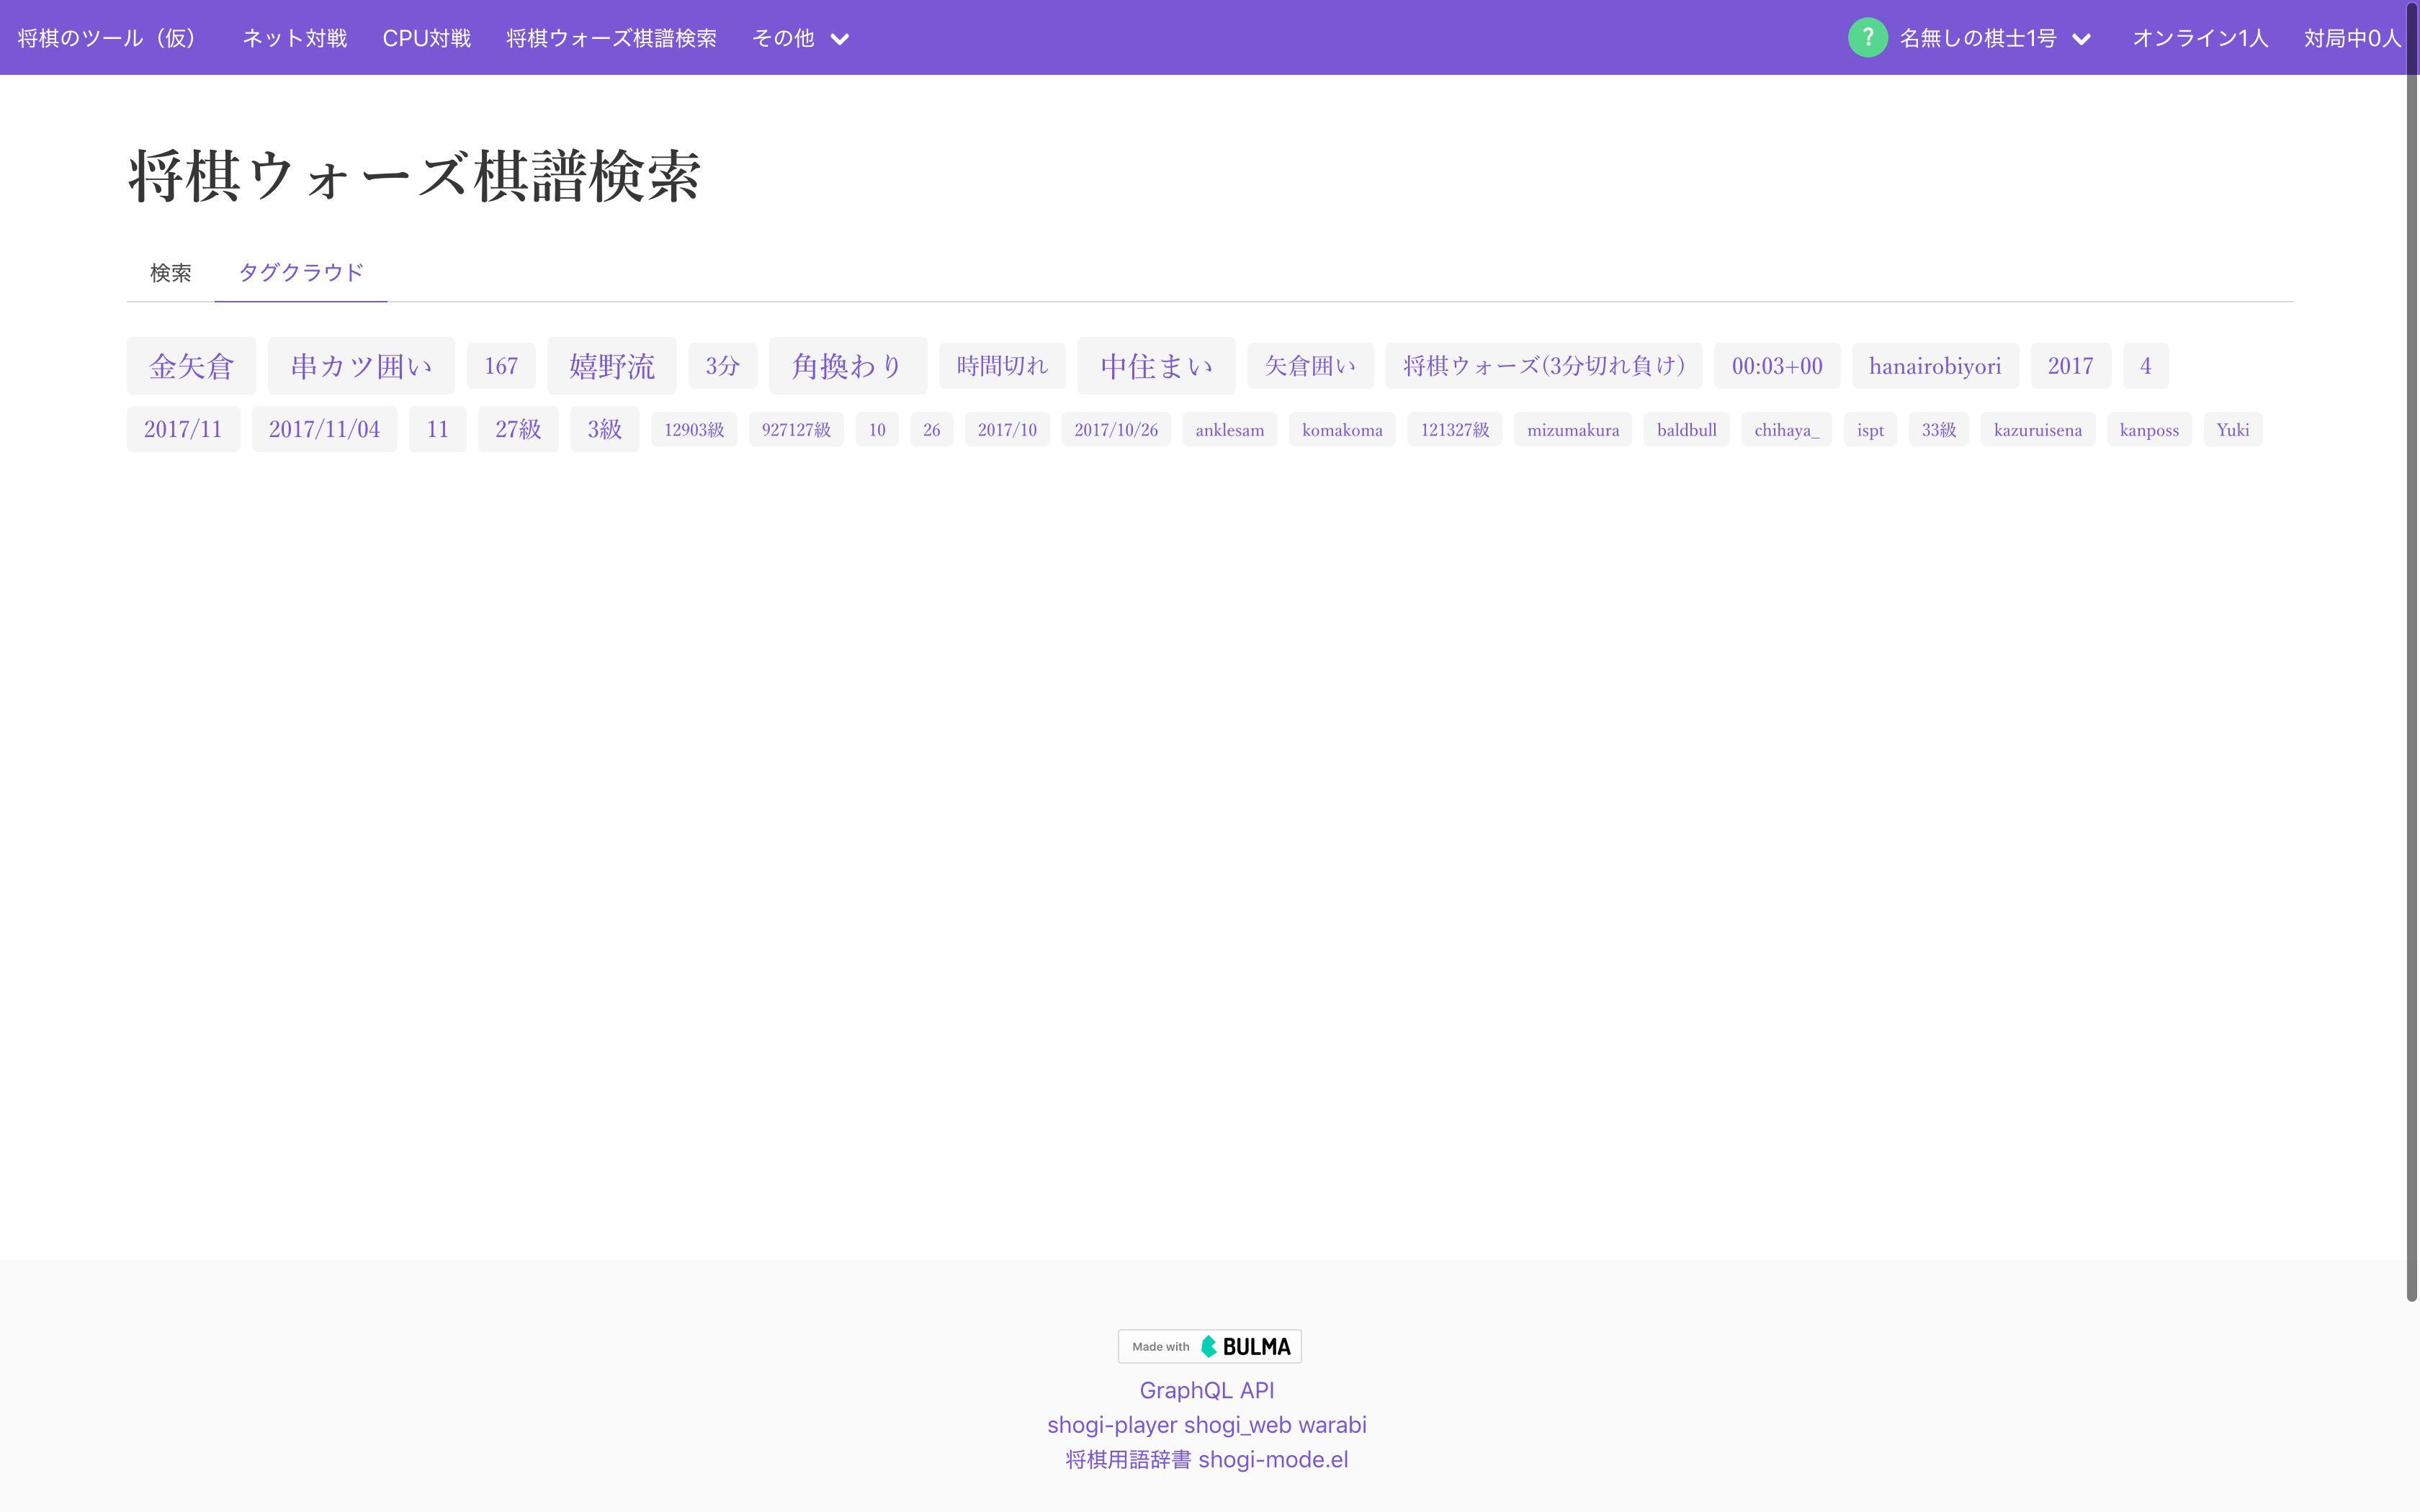 将棋のツール（仮） ネット対戦 CPU対戦 将棋ウォーズ棋譜検索 その他 ? 名無しの棋士1号 オンライン1人 対局中0人
将棋ウォーズ棋譜検索
検索 タグクラウド
金矢倉 串カツ囲い 167 嬉野流 3分 角換わり 時間切れ 中住まい 矢倉囲い 将棋ウォーズ(3分切れ負け) 00:03+00 hanairobiyori 2017 4
2017/11 2017/11/04 11 27級 3級 12903級 927127級 10 26 2017/10 2017/10/26 anklesam komakoma 121327級 mizumakura baldbull chihaya_ ispt 33級 kazuruisena kanposs Yuki
Made with BULMA
GraphQL API
shogi-player shogi_web warabi
将棋用語辞書 shogi-mode.el